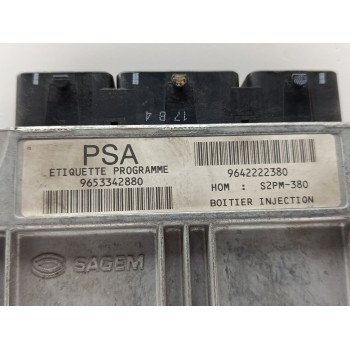 17 B 4
PSA
ETIQUETTE PROGRAMME
9653342880
9642222380
HOM : S2PM-380
BOITIER INJECTION
SAGEM